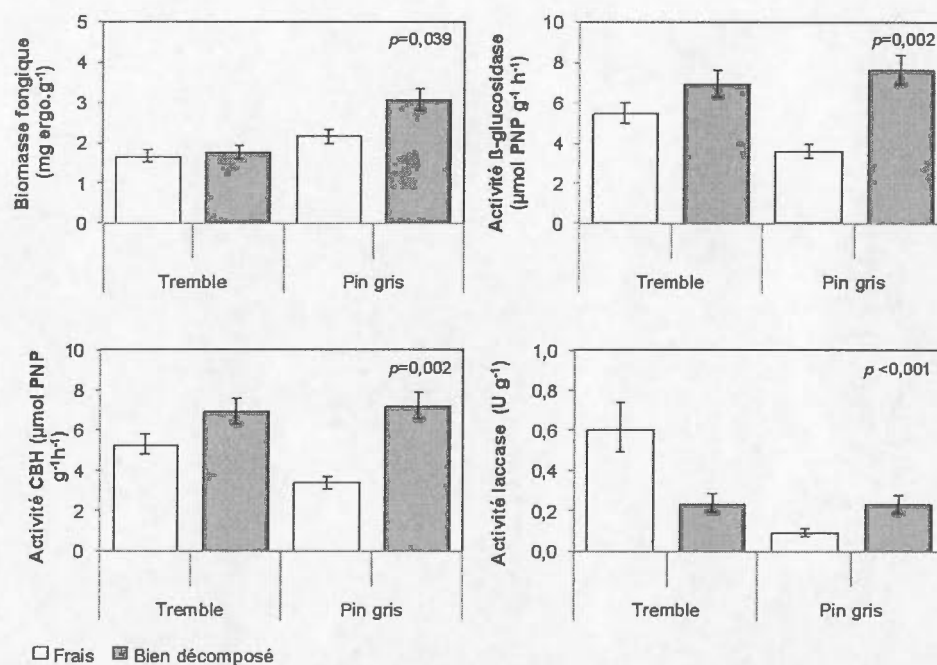 Biomasse fongique
(mg ergo.g⁻¹)
5
4
3
2
1
0
p=0,039
Tremble
Pin gris
Activité ß-glucosidase
(µmol PNP g⁻¹ h⁻¹)
10
8
6
4
2
0
p=0,002
Tremble
Pin gris
Activité CBH (µmol PNP
g⁻¹h⁻¹)
10
8
6
4
2
0
p=0,002
Tremble
Pin gris
Activité laccase (U g⁻¹)
1,0
0,8
0,6
0,4
0,2
0,0
p <0,001
Tremble
Pin gris
Frais
Bien décomposé